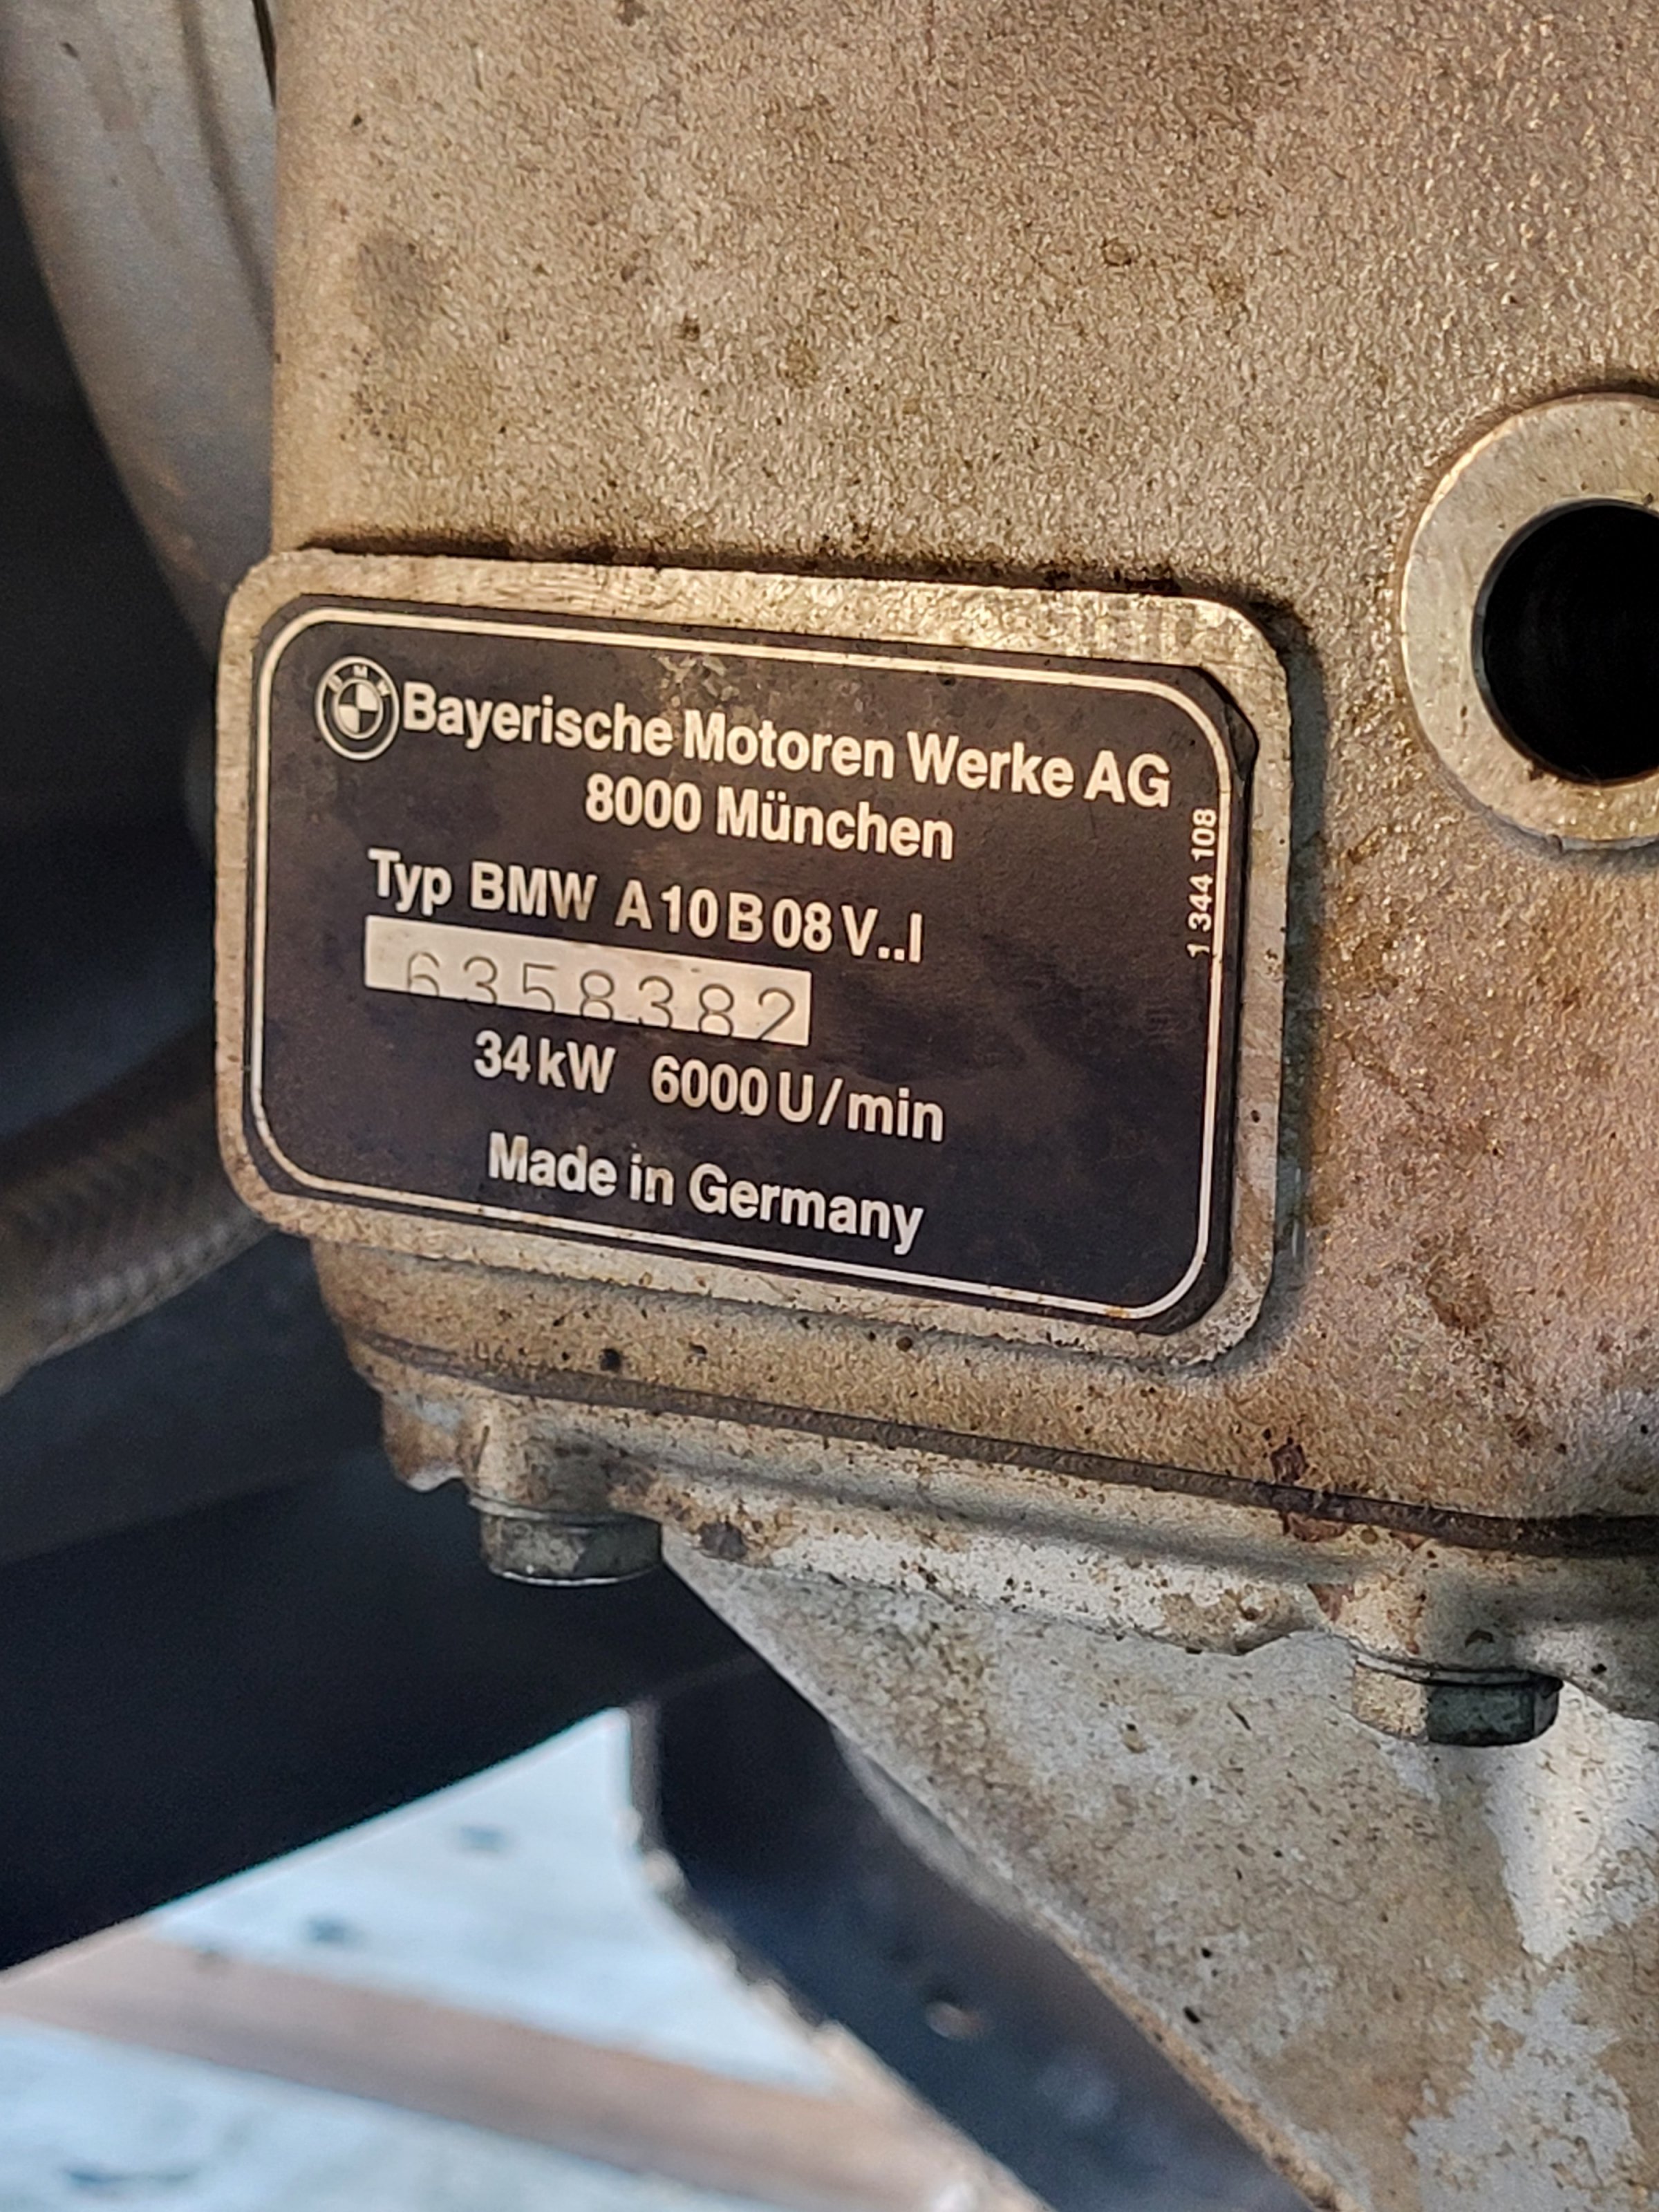 BMW
Bayerische Motoren Werke AG
8000 München
Typ BMW A10B08V..I
6358382
34kW 6000U/min
Made in Germany
1 344 108